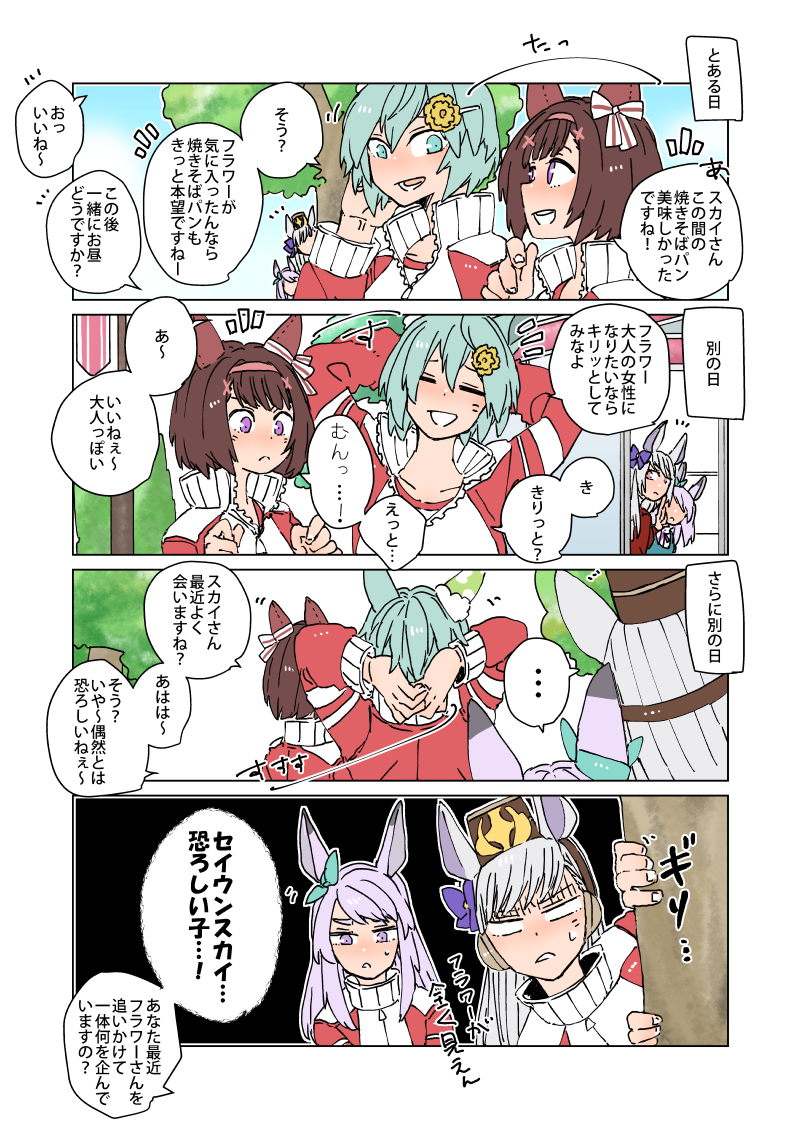 とある日
たっ
あ
スカイさん
この間の
焼きそばパン
美味しかった
ですね！
そう？
フラワーが
気に入ったんなら
焼きそばパンも
きっと本望ですねー
この後
一緒にお昼
どうですか？
おっ
いいね～
別の日
フラワー
大人の女性に
なりたいなら
キリッとして
みなよ
き
きりっと？
えっと…
むんっ…！
さっ
あ～
いいねぇ～
大人っぽい
さらに別の日
…
スカイさん
最近よく
会いますね？
あはは～
そう？
いや～偶然とは
恐ろしいねぇ～
すすす
ギリ…
セイウンスカイ…
恐ろしい子…！
フラワーが
全く見えん
あなた最近
フラワーさんを
追いかけて
一体何を企んで
いますの？